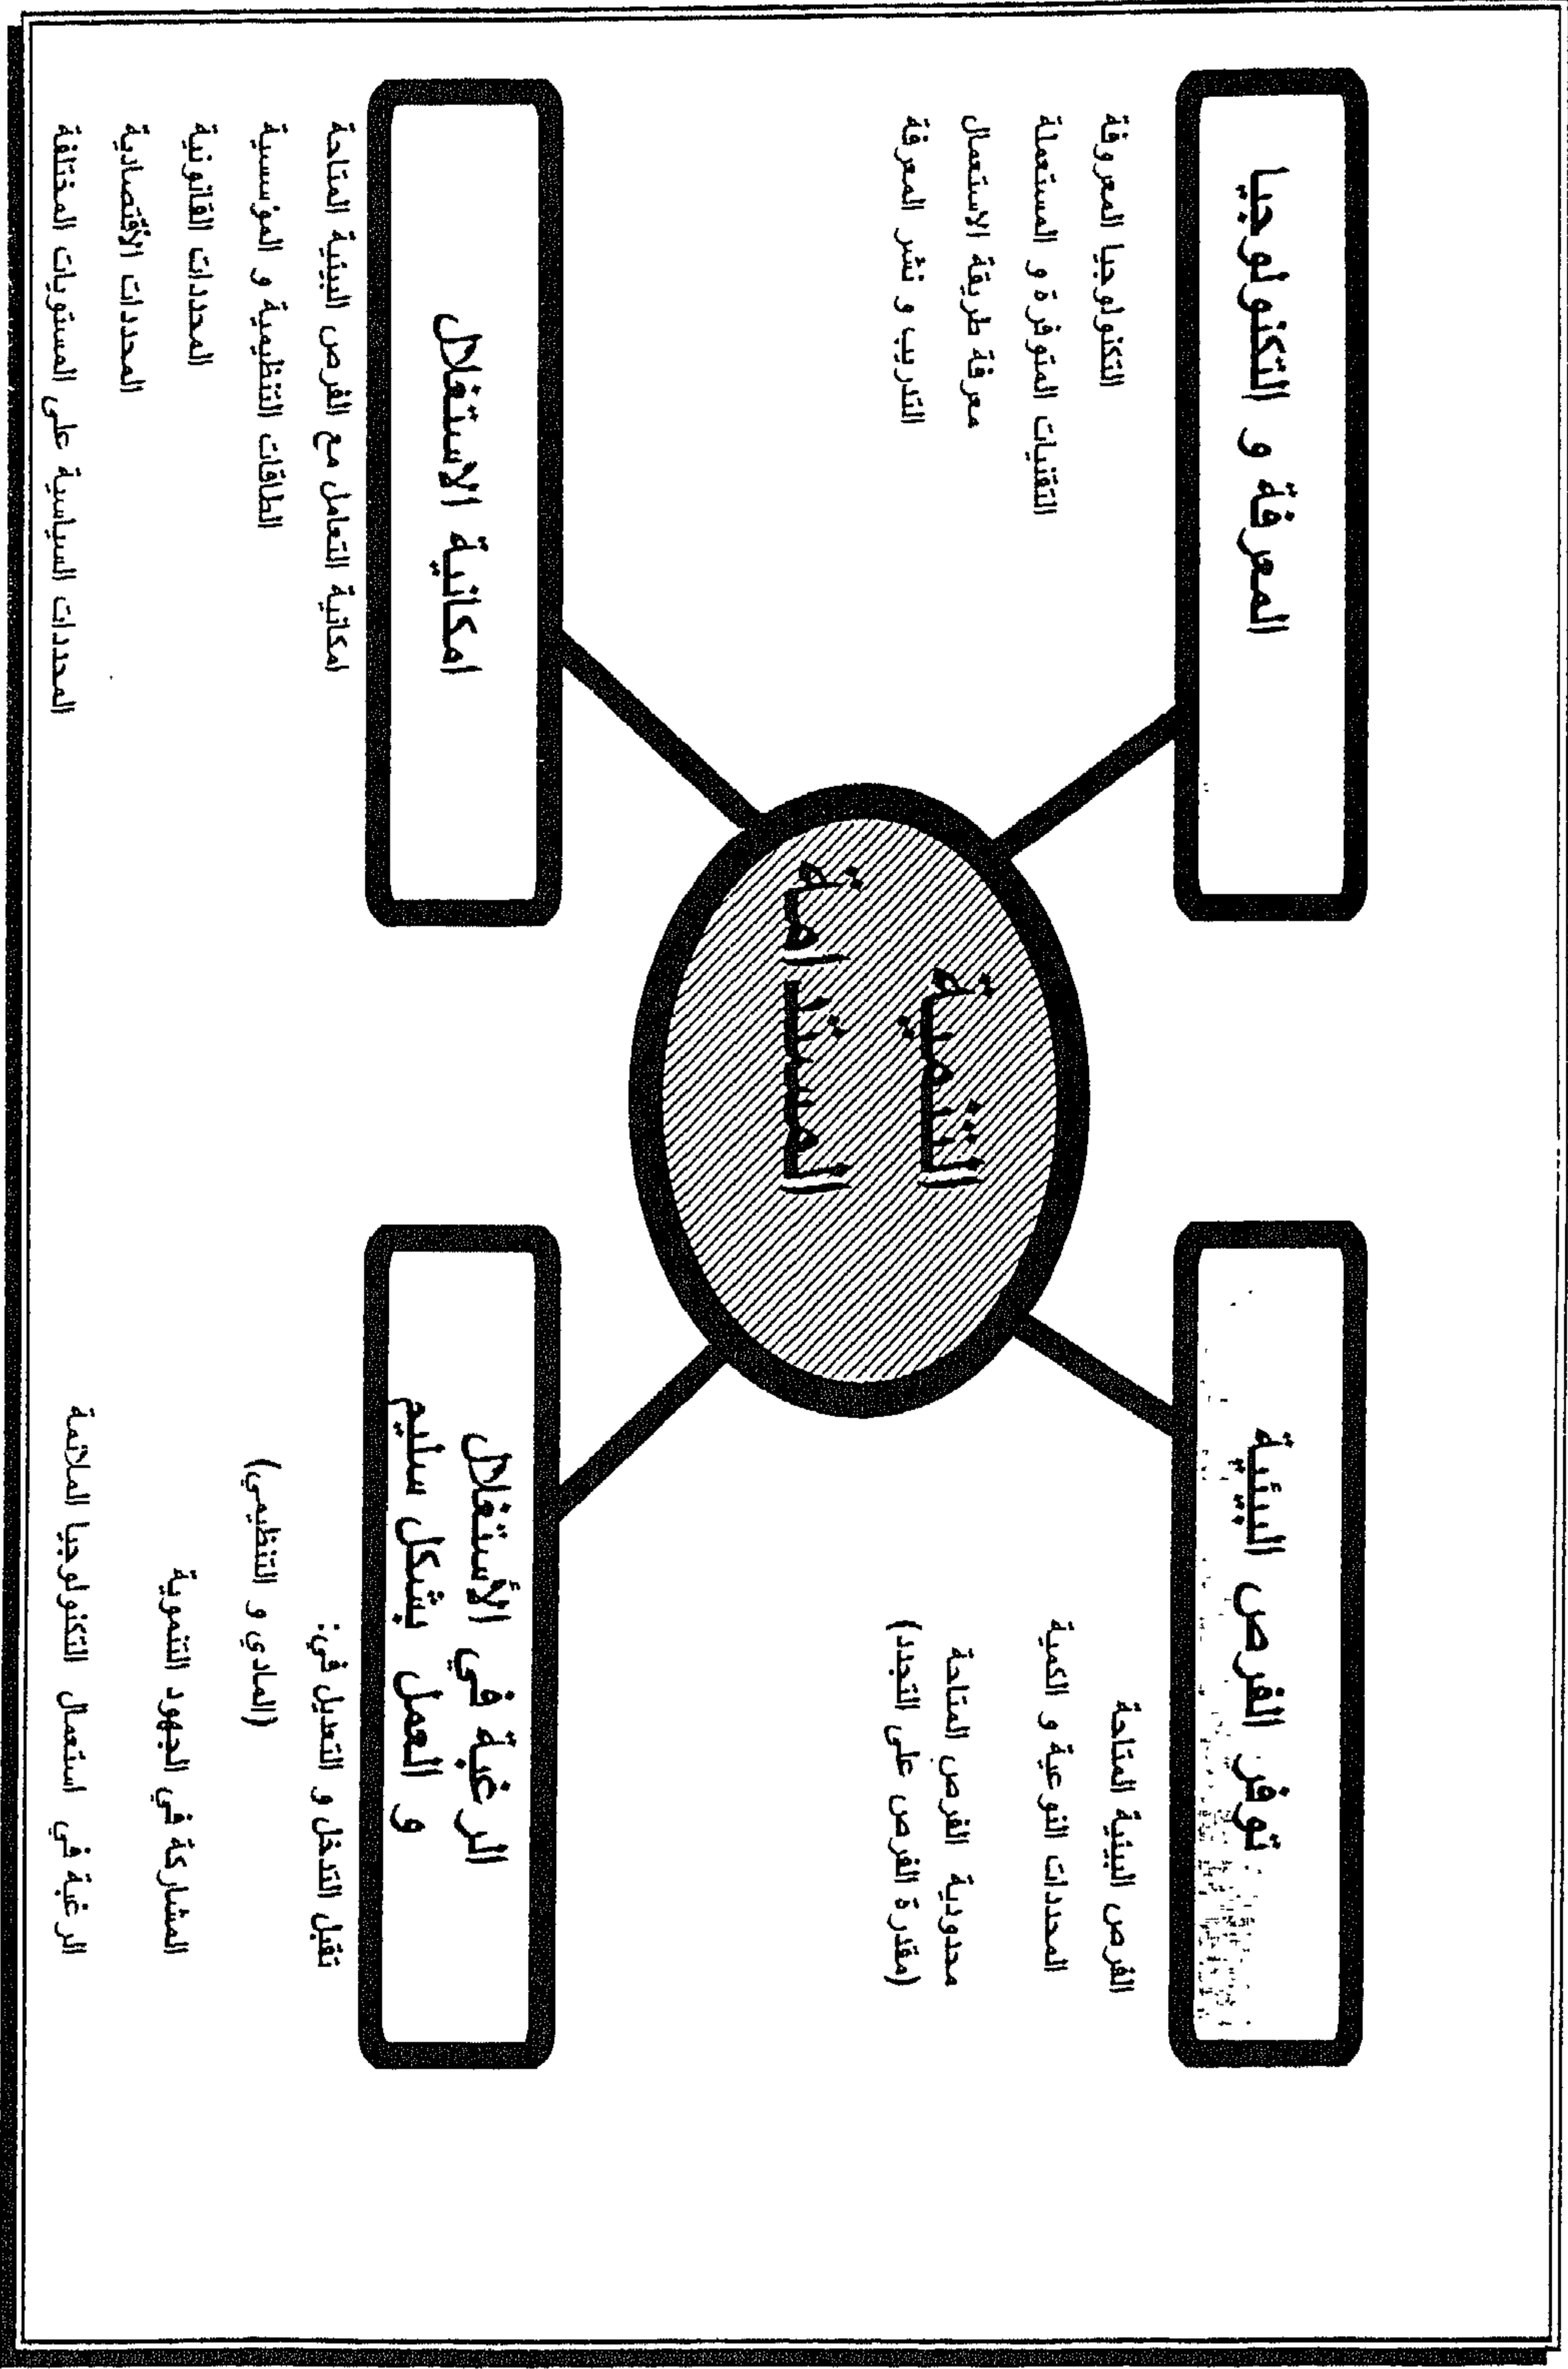 توفر الفرص البيئية
الفرص البيئية المتاحة
المحددات النوعية و الكمية
محدودية الفرص المتاحة
(مقدرة الفرص على التجدد)
المعرفة و التكنولوجيا
التكنولوجيا المعروفة
التقنيات المتوفرة و المستعملة
معرفة طريقة الاستعمال
التدريب و نشر المعرفة
التنمية
المستدامة
الرغبة في الأستغلال
و العمل بشكل سليم
تقبل التدخل و التعديل في:
(المادي و التنظيمي)
المشاركة في الجهود التنموية
الرغبة في استعمال التكنولوجيا الملائمة
امكانية الاستغلال
امكانية التعامل مع الفرص البيئية المتاحة
الطاقات التنظيمية و المؤسسية
المحددات القانونية
المحددات الأقتصادية
المحددات السياسية على المستويات المختلفة